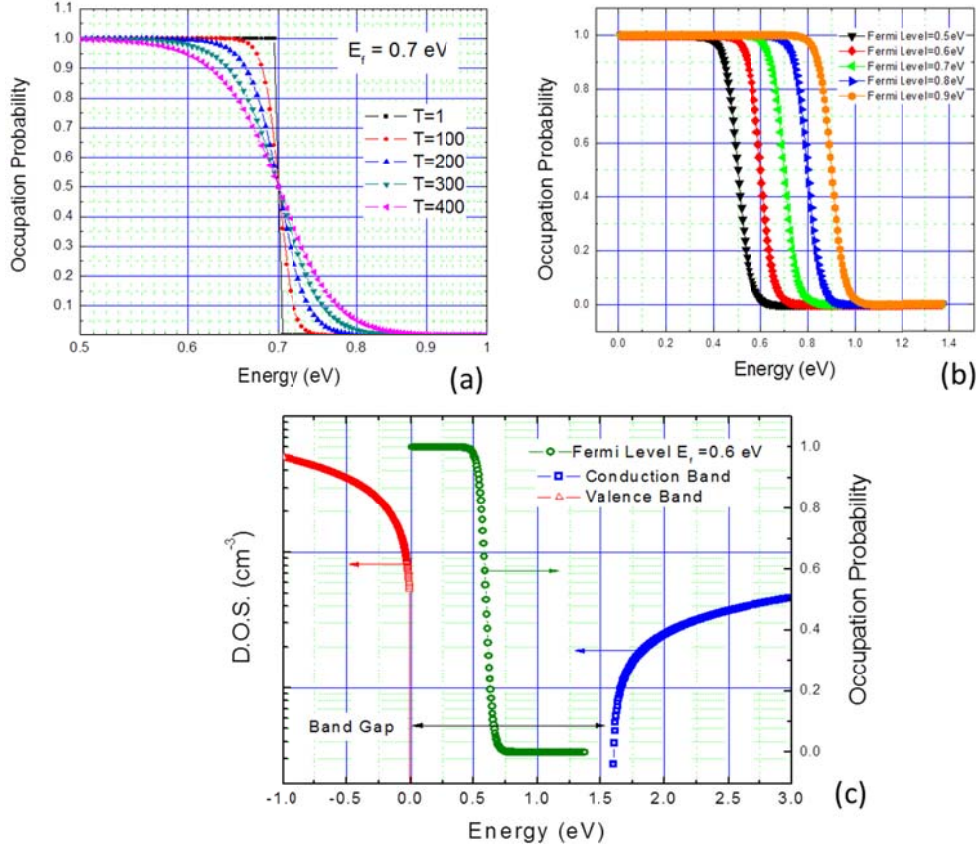 1.0
0.9
0.8
0.7
0.6
0.5
0.4
0.3
0.2
0.1
Occupation Probability
E_f = 0.7 eV
T=1
T=100
T=200
T=300
T=400
0.5 0.6 0.7 0.8 0.9 1
Energy (eV)
(a)
1.0
0.8
0.6
0.4
0.2
0.0
Occupation Probability
Fermi Level=0.5eV
Fermi Level=0.6eV
Fermi Level=0.7eV
Fermi Level=0.8eV
Fermi Level=0.9eV
0.0 0.2 0.4 0.6 0.8 1.0 1.2 1.4
Energy (eV)
(b)
D.O.S. (cm⁻³)
Fermi Level E_f =0.6 eV
Conduction Band
Valence Band
Band Gap
1.0
0.8
0.6
0.4
0.2
0.0
Occupation Probability
-1.0 -0.5 0.0 0.5 1.0 1.5 2.0 2.5 3.0
Energy (eV)
(c)